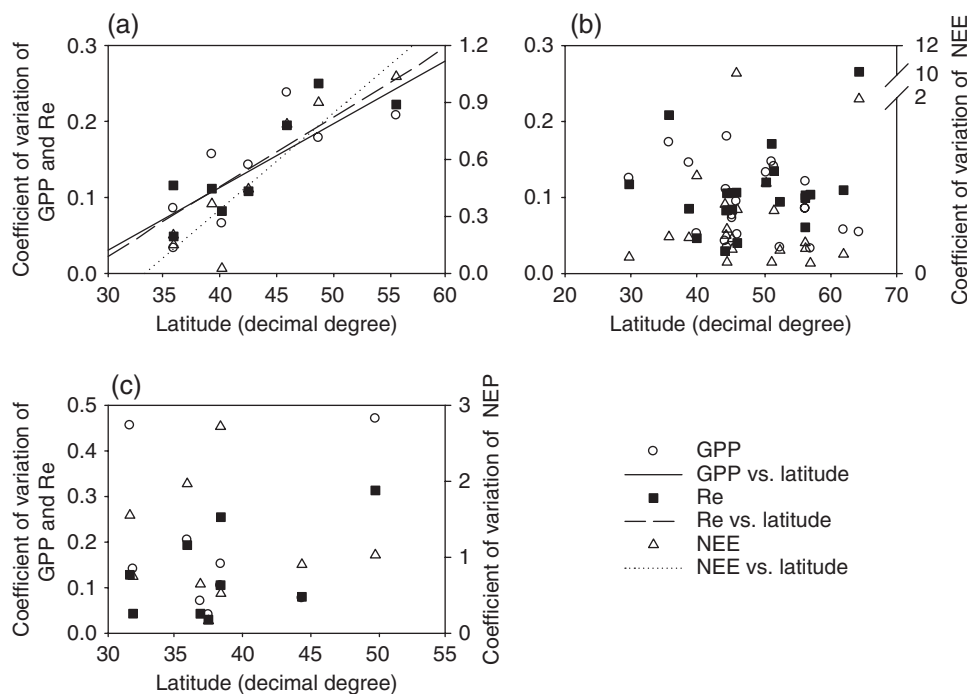 (a)
0.3
0.2
0.1
0.0
Coefficient of variation of
GPP and Re
1.2
0.9
0.6
0.3
0.0
30 35 40 45 50 55 60
Latitude (decimal degree)
(b)
0.3
0.2
0.1
0.0
12
10
2
0
Coefficient of variation of NEE
20 30 40 50 60 70
Latitude (decimal degree)
(c)
0.5
0.4
0.3
0.2
0.1
0.0
Coefficient of variation of
GPP and Re
3
2
1
0
Coefficient of variation of NEP
30 35 40 45 50 55
Latitude (decimal degree)
GPP
GPP vs. latitude
Re
Re vs. latitude
NEE
NEE vs. latitude